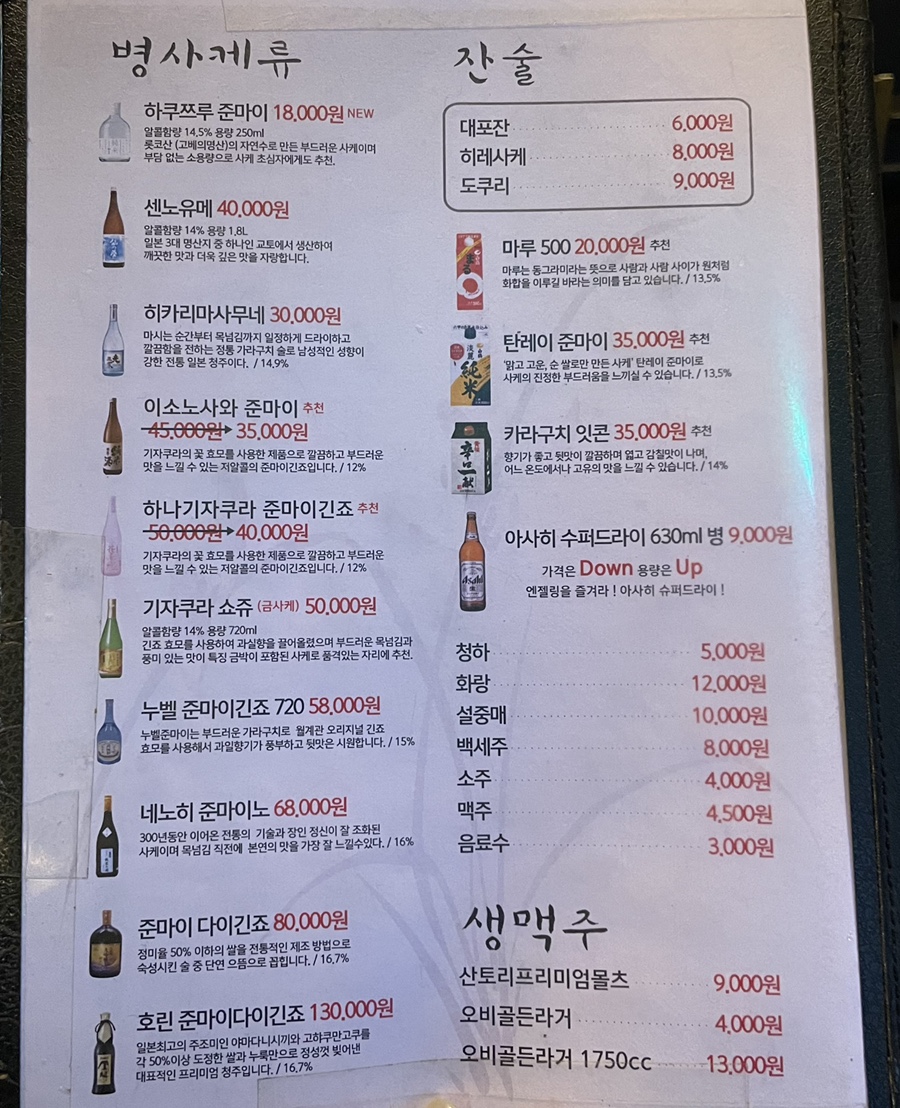 병사케류
하쿠쯔루 준마이 18,000원 NEW
알콜함량 14.5% 용량 250ml
롯코산 (고베의명산)의 자연수로 만든 부드러운 사케이며
부담 없는 소용량으로 사케 초심자에게도 추천.
센노유메 40,000원
알콜함량 14% 용량 1.8L
일본 3대 명산지 중 하나인 교토에서 생산하여
깨끗한 맛과 더욱 깊은 맛을 자랑합니다.
히카리마사무네 30,000원
마시는 순간부터 목넘김까지 일정하게 드라이하고
깔끔함을 전하는 정통 가라구치 술로 남성적인 성향이
강한 전통 일본 청주이다. / 14.9%
이소노사와 준마이 추천
45,000원 35,000원
기자쿠라의 꽃 효모를 사용한 제품으로 깔끔하고 부드러운
맛을 느낄 수 있는 저알콜의 준마이긴죠입니다. / 12%
하나기자쿠라 준마이긴죠 추천
50,000원 40,000원
기자쿠라의 꽃 효모를 사용한 제품으로 깔끔하고 부드러운
맛을 느낄 수 있는 저알콜의 준마이긴죠입니다. / 12%
기자쿠라 쇼쥬 (금사케) 50,000원
알콜함량 14% 용량 720ml
긴죠 효모를 사용하여 과실향을 끌어올렸으며 부드러운 목넘김과
풍미 있는 맛이 특징 금박이 포함된 사케로 품격있는 자리에 추천.
누벨 준마이긴죠 720 58,000원
누벨준마이는 부드러운 가라구치로 월계관 오리지널 긴죠
효모를 사용해서 과일향기가 풍부하고 뒷맛은 시원합니다. / 15%
네노히 준마이노 68,000원
300년동안 이어온 전통의 기술과 장인 정신이 잘 조화된
사케이며 목넘김 직전에 본연의 맛을 가장 잘 느낄수있다. / 16%
준마이 다이긴죠 80,000원
정미율 50% 이하의 쌀을 전통적인 제조 방법으로
숙성시킨 술 중 단연 으뜸으로 꼽힙니다. / 16.7%
호린 준마이다이긴죠 130,000원
일본최고의 주조미인 야마다니시끼와 고하쿠만고쿠를
각 50%이상 도정한 쌀과 누룩만으로 정성껏 빚어낸
대표적인 프리미엄 청주입니다. / 16.7%
잔술
대포잔 6,000원
히레사케 8,000원
도쿠리 9,000원
마루 500 20,000원 추천
마루는 동그라미라는 뜻으로 사람과 사람 사이가 원처럼
화합을 이루길 바라는 의미를 담고 있습니다. / 13.5%
탄레이 준마이 35,000원 추천
'맑고 고운, 순 쌀로만 만든 사케' 탄레이 준마이로
사케의 진정한 부드러움을 느끼실 수 있습니다. / 13.5%
淡麗
純米
카라구치 잇콘 35,000원 추천
향기가 좋고 뒷맛이 깔끔하며 엷고 감칠맛이 나며,
어느 온도에서나 고유의 맛을 느낄 수 있습니다. / 14%
辛口一献
아사히 수퍼드라이 630ml 병 9,000원
가격은 Down 용량은 Up
엔젤링을 즐겨라 ! 아사히 슈퍼드라이 !
Asahi
청하 5,000원
화랑 12,000원
설중매 10,000원
백세주 8,000원
소주 4,000원
맥주 4,500원
음료수 3,000원
생맥주
산토리프리미엄몰츠 9,000원
오비골든라거 4,000원
오비골든라거 1750cc 13,000원